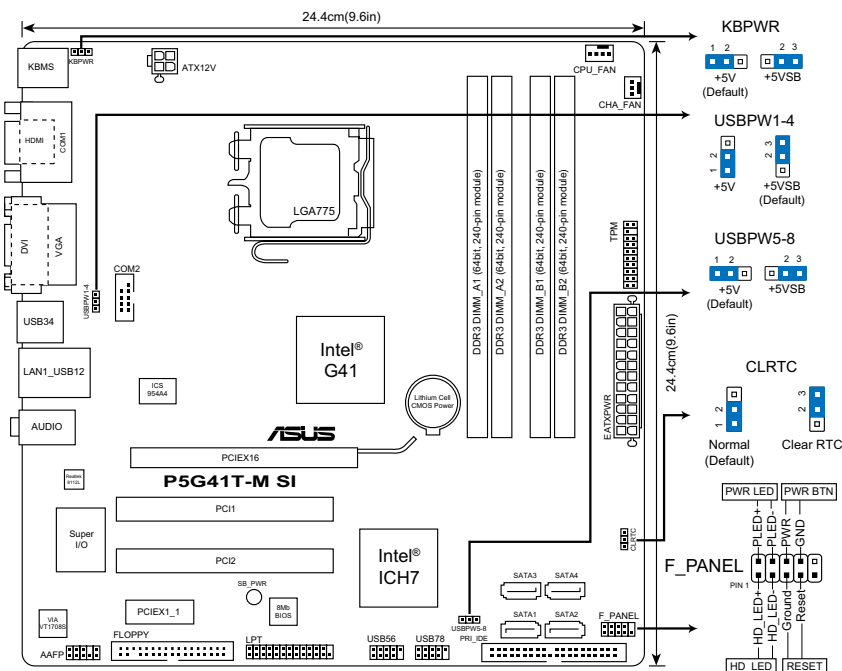 24.4cm(9.6in)
KBMS
KBPWR
ATX12V
CPU_FAN
CHA_FAN
HDMI
COM1
LGA775
DVI
VGA
USBPW1-4
COM2
DDR3 DIMM_A1 (64bit, 240-pin module)
DDR3 DIMM_A2 (64bit, 240-pin module)
DDR3 DIMM_B1 (64bit, 240-pin module)
DDR3 DIMM_B2 (64bit, 240-pin module)
TPM
24.4cm(9.6in)
EATXPWR
USB34
LAN1_USB12
AUDIO
Intel®
G41
ICS
954A4
Lithium Cell
CMOS Power
ASUS
PCIEX16
P5G41T-M SI
Realtek
8112L
PCI1
Super
I/O
PCI2
Intel®
ICH7
CLRTC
SB_PWR
PCIEX1_1
8Mb
BIOS
SATA3
SATA4
SATA1
SATA2
F_PANEL
USBPW5-8
PRI_IDE
VIA
VT1708S
AAFP
FLOPPY
LPT
USB56
USB78
KBPWR
1 2
2 3
+5V
(Default)
+5VSB
USBPW1-4
1 2
2 3
+5V
+5VSB
(Default)
USBPW5-8
1 2
2 3
+5V
(Default)
+5VSB
CLRTC
1 2
2 3
Normal
(Default)
Clear RTC
PWR LED
PWR BTN
PLED+
PLED-
PWR
GND
F_PANEL
PIN 1
HD_LED+
HD_LED-
Ground
Reset
HD_LED
RESET